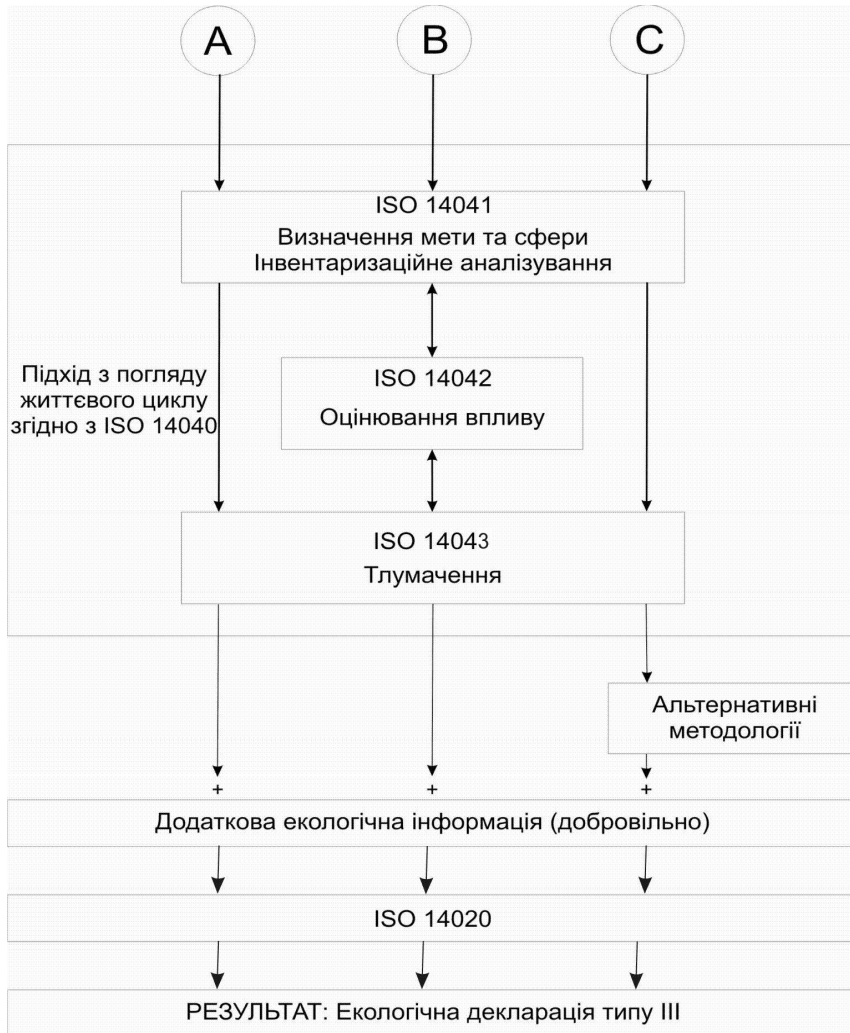 A B C
ISO 14041
Визначення мети та сфери
Інвентаризаційне аналізування
Підхід з погляду
життєвого циклу
згідно з ISO 14040
ISO 14042
Оцінювання впливу
ISO 14043
Тлумачення
Альтернативні
методології
+ + +
Додаткова екологічна інформація (добровільно)
ISO 14020
РЕЗУЛЬТАТ: Екологічна декларація типу III